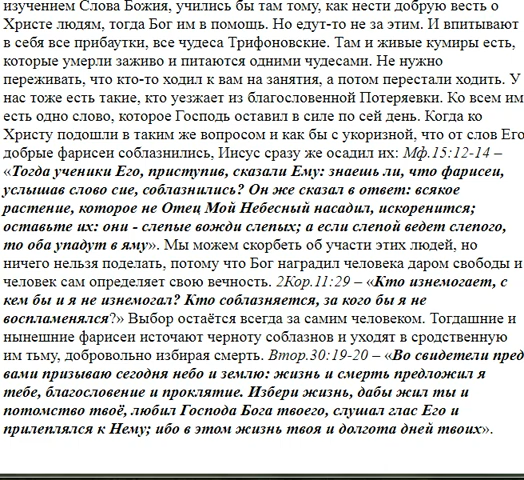 изучением Слова Божия, учились бы там тому, как нести добрую весть о
Христе людям, тогда Бог им в помощь. Но едут-то не за этим. И впитывают
в себя все прибаутки, все чудеса Трифоновские. Там и живые кумиры есть,
которые умерли заживо и питаются одними чудесами. Не нужно
переживать, что кто-то ходил к вам на занятия, а потом перестали ходить. У
нас тоже есть такие, кто уезжает из благословенной Потеряевки. Ко всем им
есть одно слово, которое Господь оставил в силе по сей день. Когда ко
Христу подошли в таким же вопросом и как бы с укоризной, что от слов Его
добрые фарисеи соблазнились, Иисус сразу же осадил их: Мф.15:12-14 –
«Тогда ученики Его, приступив, сказали Ему: знаешь ли, что фарисеи,
услышав слово сие, соблазнились? Он же сказал в ответ: всякое
растение, которое не Отец Мой Небесный насадил, искоренится;
оставьте их: они - слепые вожди слепых; а если слепой ведет слепого,
то оба упадут в яму». Мы можем скорбеть об участи этих людей, но
ничего нельзя поделать, потому что Бог наградил человека даром свободы и
человек сам определяет свою вечность. 2Кор.11:29 – «Кто изнемогает, с
кем бы и я не изнемогал? Кто соблазняется, за кого бы я не
воспламенялся?» Выбор остаётся всегда за самим человеком. Тогдашние и
нынешние фарисеи источают черноту соблазнов и уходят в сродственную
им тьму, добровольно избирая смерть. Втор.30:19-20 – «Во свидетели пред
вами призываю сегодня небо и землю: жизнь и смерть предложил я
тебе, благословение и проклятие. Избери жизнь, дабы жил ты и
потомство твоё, любил Господа Бога твоего, слушал глас Его и
прилеплялся к Нему; ибо в этом жизнь твоя и долгота дней твоих».